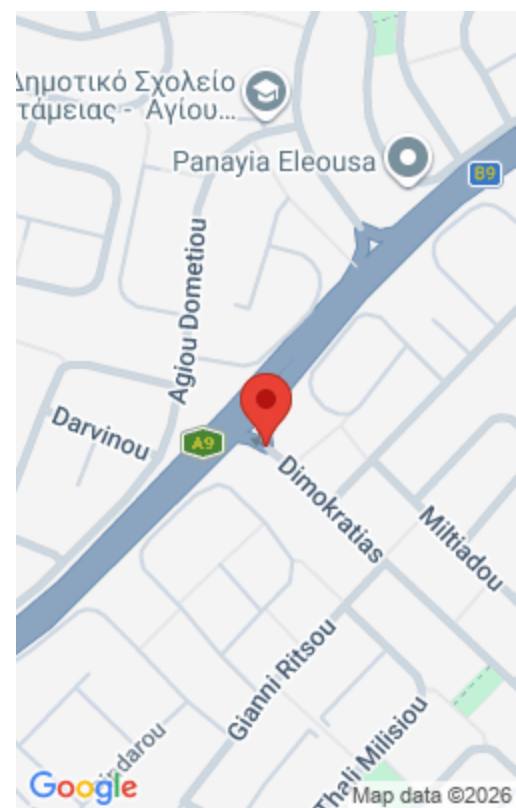 Δημοτικό Σχολείο
τάμειας - Αγίου...
Panayia Eleousa
B9
Agiou Dometiou
Darvinou
A9
Dimokratias
Miltiadou
Gianni Ritsou
Thali Milisiou
ndarou
Google
Map data ©2026